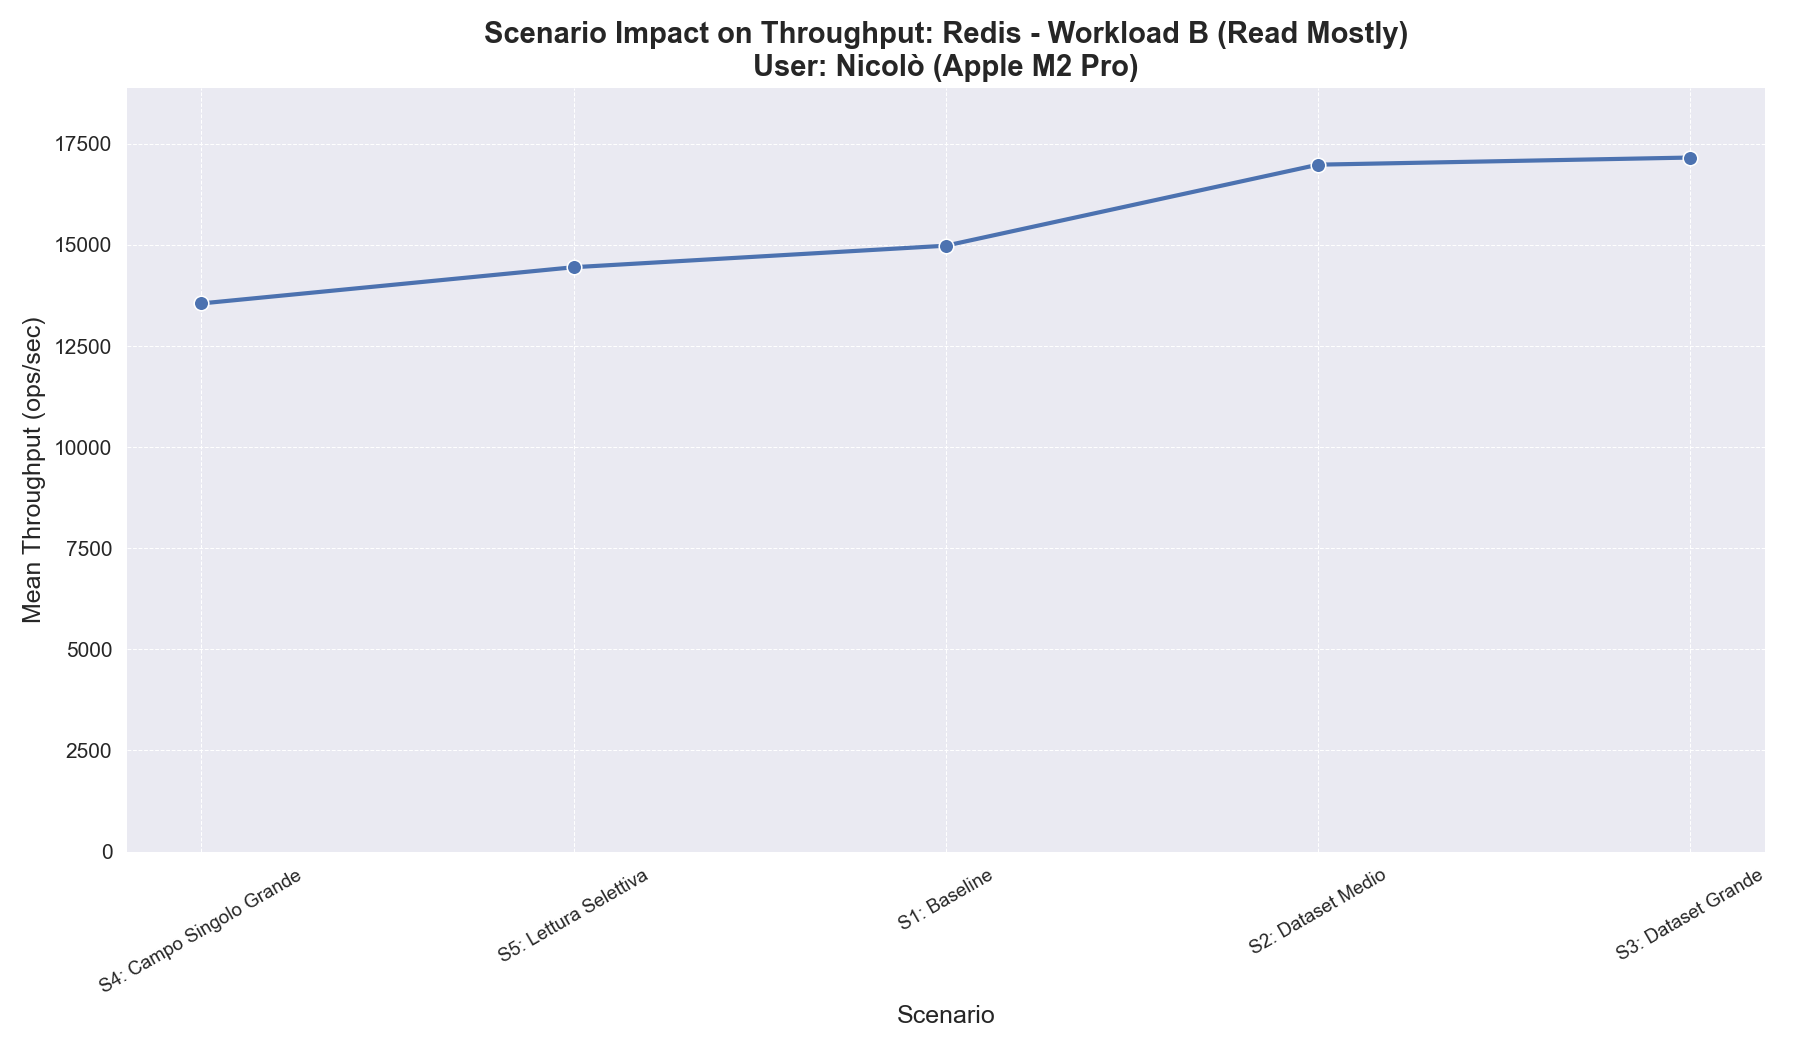 Scenario Impact on Throughput: Redis - Workload B (Read Mostly)
User: Nicolò (Apple M2 Pro)
Mean Throughput (ops/sec)
17500
15000
12500
10000
7500
5000
2500
0
S4: Campo Singolo Grande
S5: Lettura Selettiva
S1: Baseline
S2: Dataset Medio
S3: Dataset Grande
Scenario